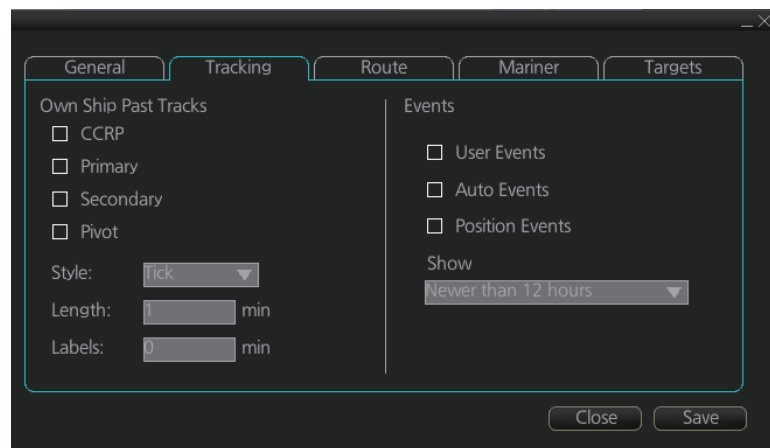 General
Tracking
Route
Mariner
Targets
Own Ship Past Tracks
CCRP
Primary
Secondary
Pivot
Style: Tick
Length: 1 min
Labels: 0 min
Events
User Events
Auto Events
Position Events
Show
Newer than 12 hours
Close
Save